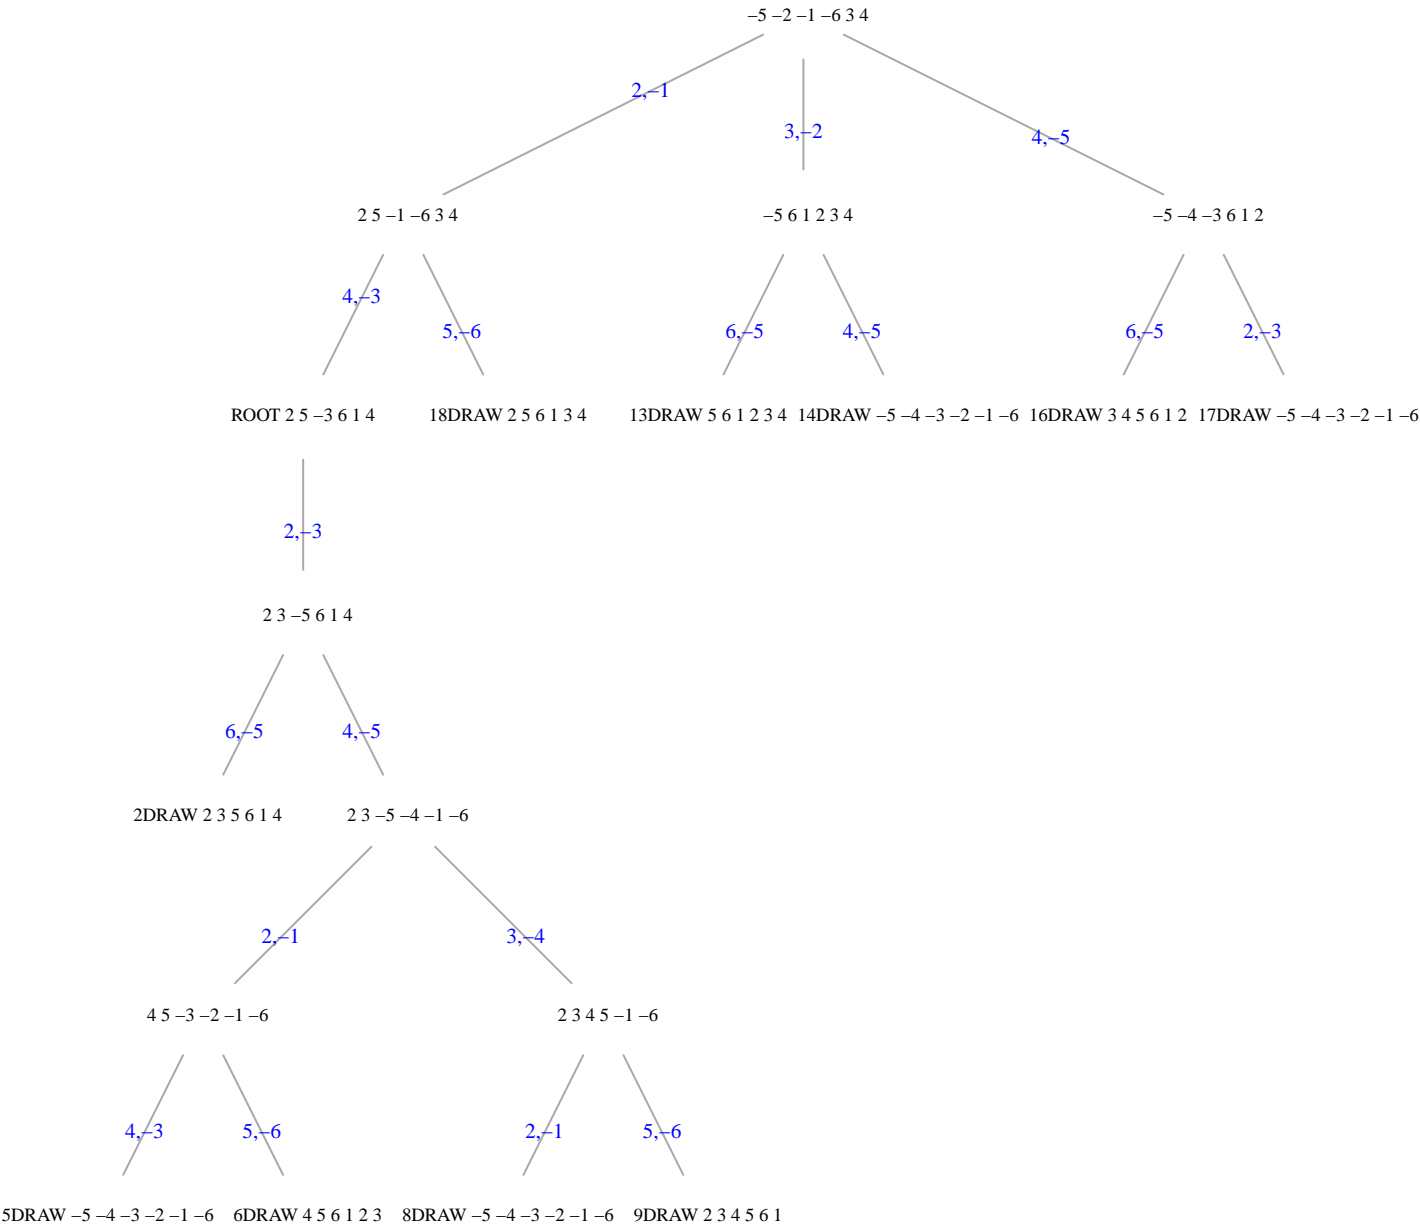 –5 –2 –1 –6 3 4
2,–1
3,–2
4,–5
2 5 –1 –6 3 4
–5 6 1 2 3 4
–5 –4 –3 6 1 2
4,–3
5,–6
6,–5
4,–5
6,–5
2,–3
ROOT 2 5 –3 6 1 4
18DRAW 2 5 6 1 3 4
13DRAW 5 6 1 2 3 4
14DRAW –5 –4 –3 –2 –1 –6
16DRAW 3 4 5 6 1 2
17DRAW –5 –4 –3 –2 –1 –6
2,–3
2 3 –5 6 1 4
6,–5
4,–5
2DRAW 2 3 5 6 1 4
2 3 –5 –4 –1 –6
2,–1
3,–4
4 5 –3 –2 –1 –6
2 3 4 5 –1 –6
4,–3
5,–6
2,–1
5,–6
5DRAW –5 –4 –3 –2 –1 –6
6DRAW 4 5 6 1 2 3
8DRAW –5 –4 –3 –2 –1 –6
9DRAW 2 3 4 5 6 1